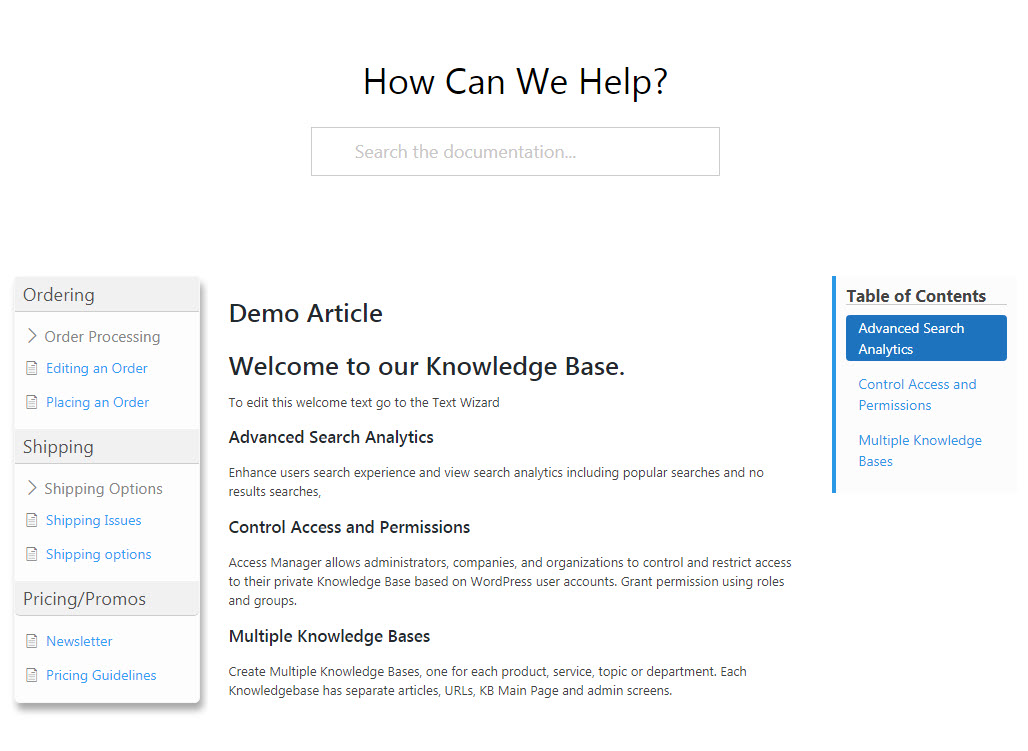 How Can We Help?
Search the documentation...
Ordering
Order Processing
Editing an Order
Placing an Order
Shipping
Shipping Options
Shipping Issues
Shipping options
Pricing/Promos
Newsletter
Pricing Guidelines
Demo Article
Welcome to our Knowledge Base.
To edit this welcome text go to the Text Wizard
Advanced Search Analytics
Enhance users search experience and view search analytics including popular searches and no
results searches,
Control Access and Permissions
Access Manager allows administrators, companies, and organizations to control and restrict access
to their private Knowledge Base based on WordPress user accounts. Grant permission using roles
and groups.
Multiple Knowledge Bases
Create Multiple Knowledge Bases, one for each product, service, topic or department. Each
Knowledgebase has separate articles, URLs, KB Main Page and admin screens.
Table of Contents
Advanced Search
Analytics
Control Access and
Permissions
Multiple Knowledge
Bases